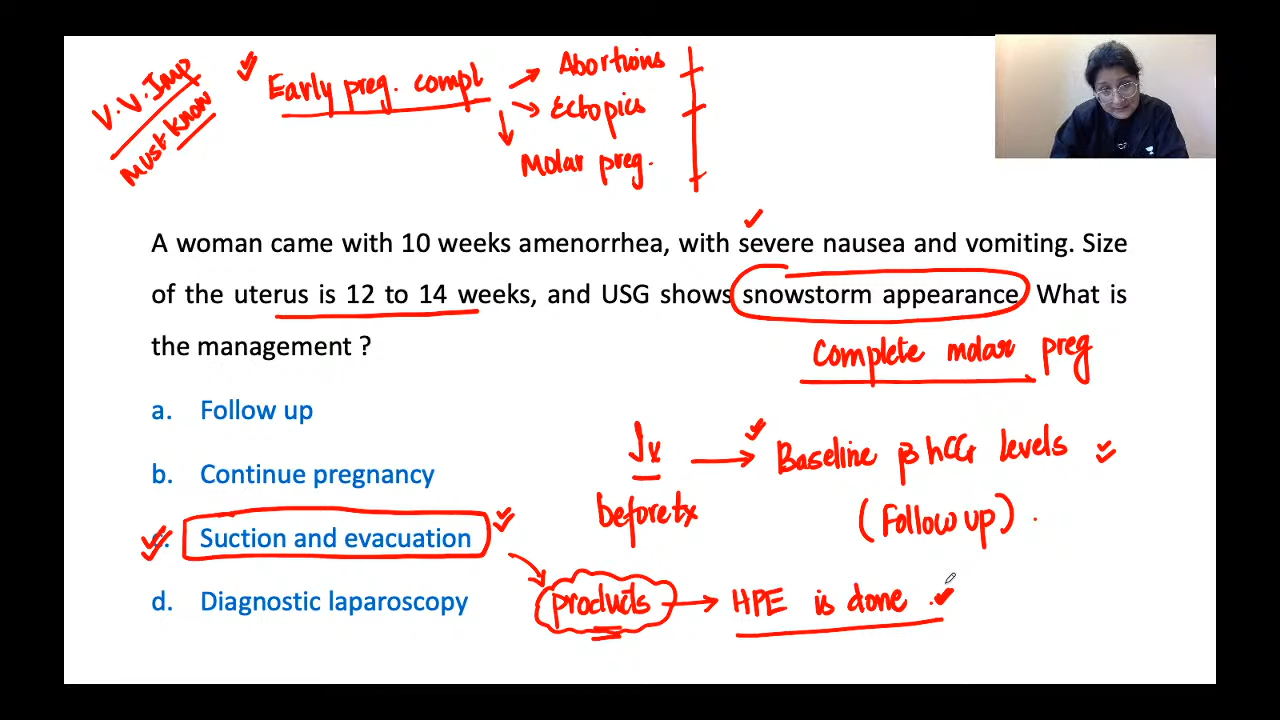 V.V.Imp
must know
Early preg. compl
Abortions
Ectopics
Molar preg.
A woman came with 10 weeks amenorrhea, with severe nausea and vomiting. Size
of the uterus is 12 to 14 weeks, and USG shows snowstorm appearance. What is
the management ?
Complete molar preg
a. Follow up
b. Continue pregnancy
Iv
before tx
Baseline β hCG levels
(Follow up).
Suction and evacuation
d. Diagnostic laparoscopy
products
HPE is done.